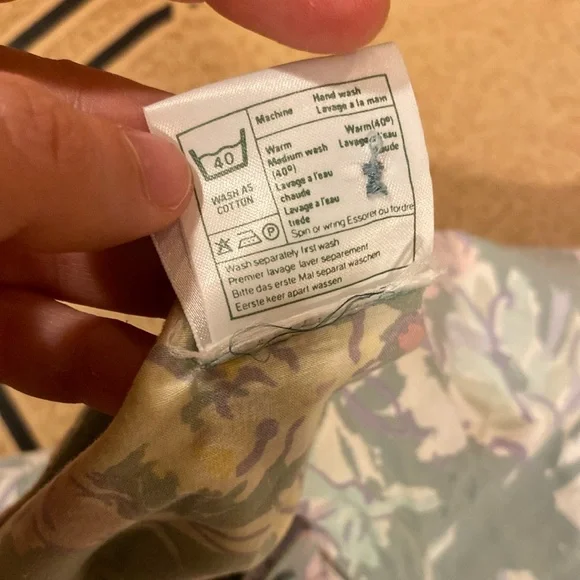 40
WASH AS
COTTON
P
Machine
Hand wash
Lavage a la main
Warm
Medium wash
(40º)
Lavage a l'eau
chaude
Lavage a l'eau
tiede
Warm (40º)
Lavage l'eau
aude
Spin or wring Essorer ou tordre
Wash separately first wash
Premier lavage laver separement
Bitte das erste Mal separat waschen
Eerste keer apart wassen